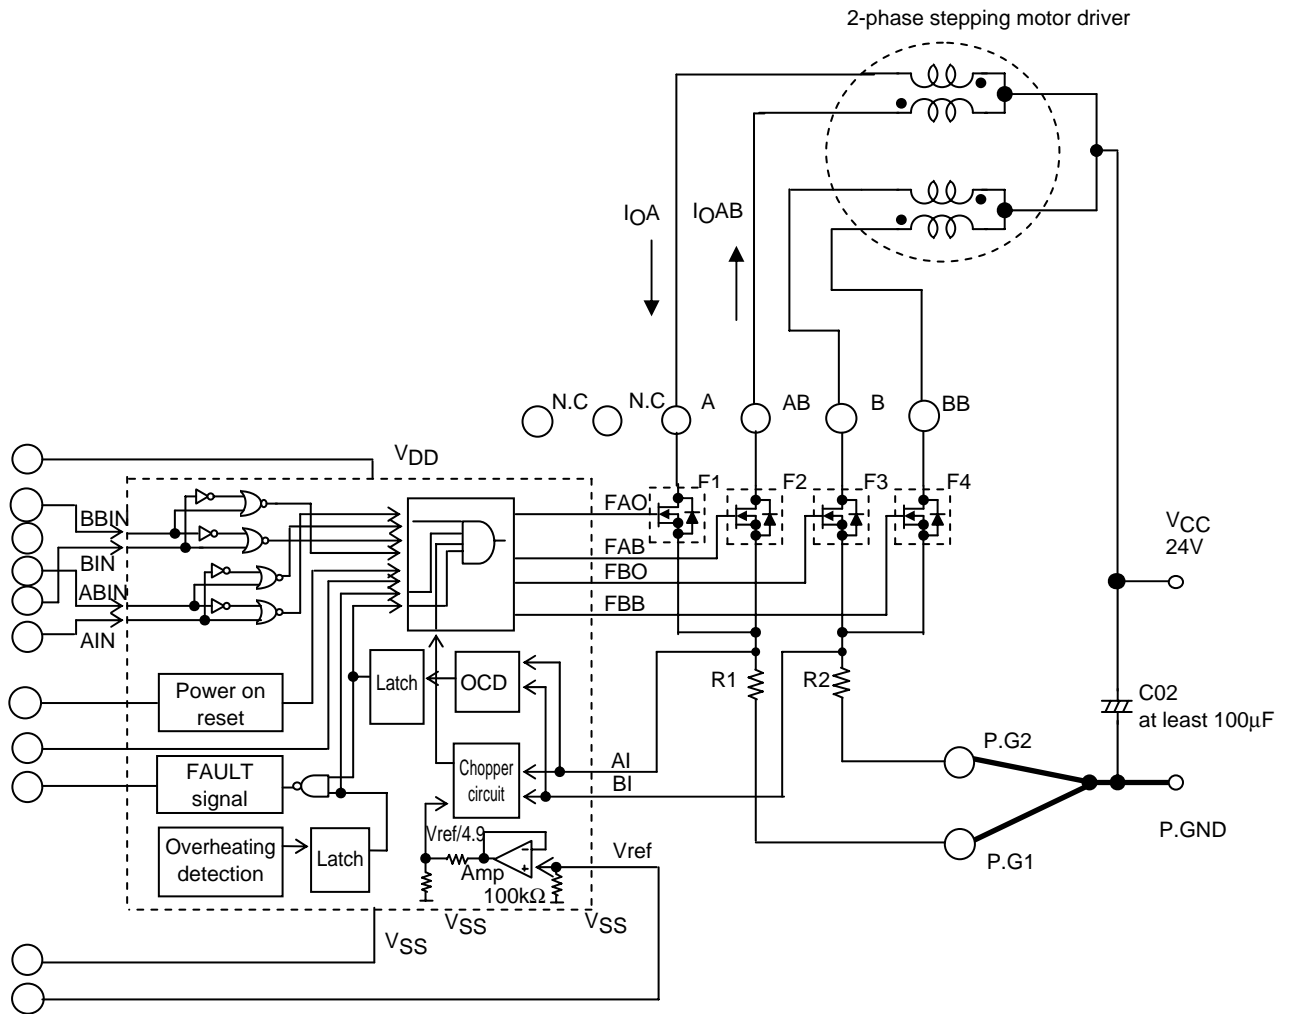 2-phase stepping motor driver
IOA
IOAB
N.C
N.C
A
AB
B
BB
VDD
F1
F2
F3
F4
FAO
FAB
FBO
FBB
BBIN
BIN
ABIN
AIN
VCC
24V
Latch
OCD
R1
R2
Power on
reset
C02
at least 100μF
P.G2
FAULT
signal
Chopper
circuit
AI
BI
P.GND
Overheating
detection
Latch
Vref/4.9
Amp
100kΩ
Vref
P.G1
VSS
VSS
VSS